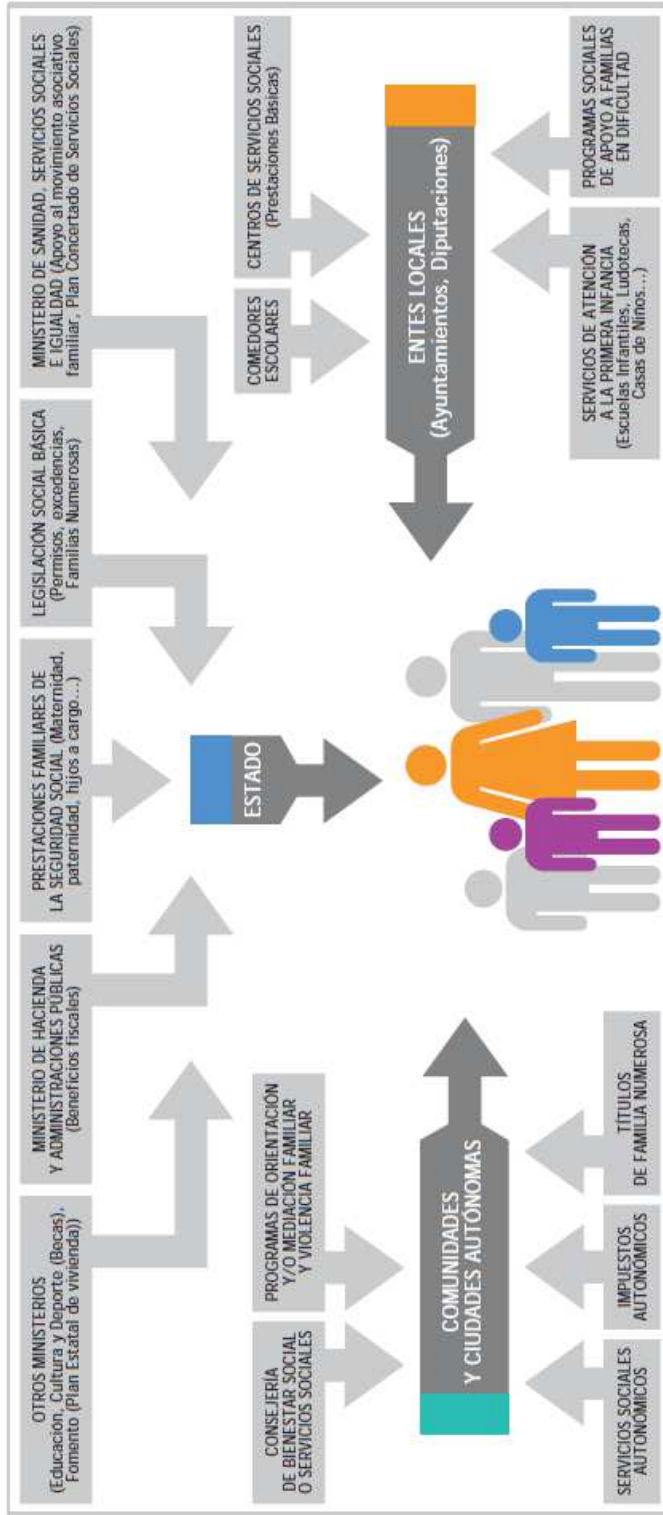 OTROS MINISTERIOS
(Educación, Cultura y Deporte (Becas),
Fomento (Plan Estatal de vivienda))
MINISTERIO DE HACIENDA
Y ADMINISTRACIONES PÚBLICAS
(Beneficios fiscales)
PRESTACIONES FAMILIARES DE
LA SEGURIDAD SOCIAL (Maternidad,
paternidad, hijos a cargo...)
LEGISLACIÓN SOCIAL BÁSICA
(Permisos, excedencias,
Familias Numerosas)
MINISTERIO DE SANIDAD, SERVICIOS SOCIALES
E IGUALDAD (Apoyo al movimiento asociativo
familiar, Plan Concertado de Servicios Sociales)
ESTADO
CONSEJERÍA
DE BIENESTAR SOCIAL
O SERVICIOS SOCIALES
PROGRAMAS DE ORIENTACIÓN
Y/O MEDIACIÓN FAMILIAR
Y VIOLENCIA FAMILIAR
COMUNIDADES
Y CIUDADES AUTÓNOMAS
SERVICIOS SOCIALES
AUTONÓMICOS
IMPUESTOS
AUTONÓMICOS
TÍTULOS
DE FAMILIA NUMEROSA
COMEDORES
ESCOLARES
CENTROS DE SERVICIOS SOCIALES
(Prestaciones Basicas)
ENTES LOCALES
(Ayuntamientos, Diputaciones)
SERVICIOS DE ATENCIÓN
A LA PRIMERA INFANCIA
(Escuelas Infantiles, Ludotecas,
Casas de Niños...)
PROGRAMAS SOCIALES
DE APOYO A FAMILIAS
EN DIFICULTAD